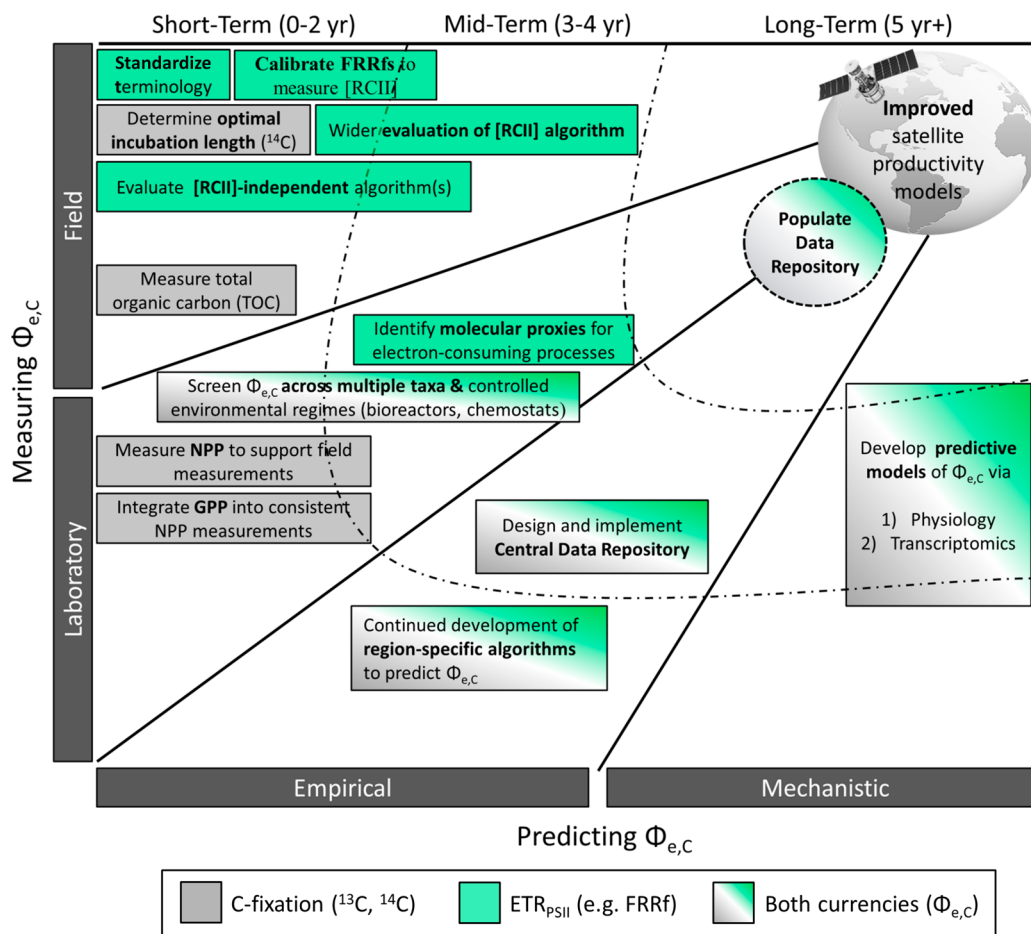 Short-Term (0-2 yr)
Mid-Term (3-4 yr)
Long-Term (5 yr+)
Measuring Φe,C
Field
Laboratory
Standardize
terminology
Calibrate FRRfs to
measure [RCII]
Determine optimal
incubation length (¹⁴C)
Wider evaluation of [RCII] algorithm
Evaluate [RCII]-independent algorithm(s)
Measure total
organic carbon (TOC)
Improved
satellite
productivity
models
Populate
Data
Repository
Identify molecular proxies for
electron-consuming processes
Screen Φe,C across multiple taxa & controlled
environmental regimes (bioreactors, chemostats)
Measure NPP to support field
measurements
Integrate GPP into consistent
NPP measurements
Design and implement
Central Data Repository
Develop predictive
models of Φe,C via
1) Physiology
2) Transcriptomics
Continued development of
region-specific algorithms
to predict Φe,C
Empirical
Mechanistic
Predicting Φe,C
C-fixation (¹³C, ¹⁴C)
ETRPSII (e.g. FRRf)
Both currencies (Φe,C)